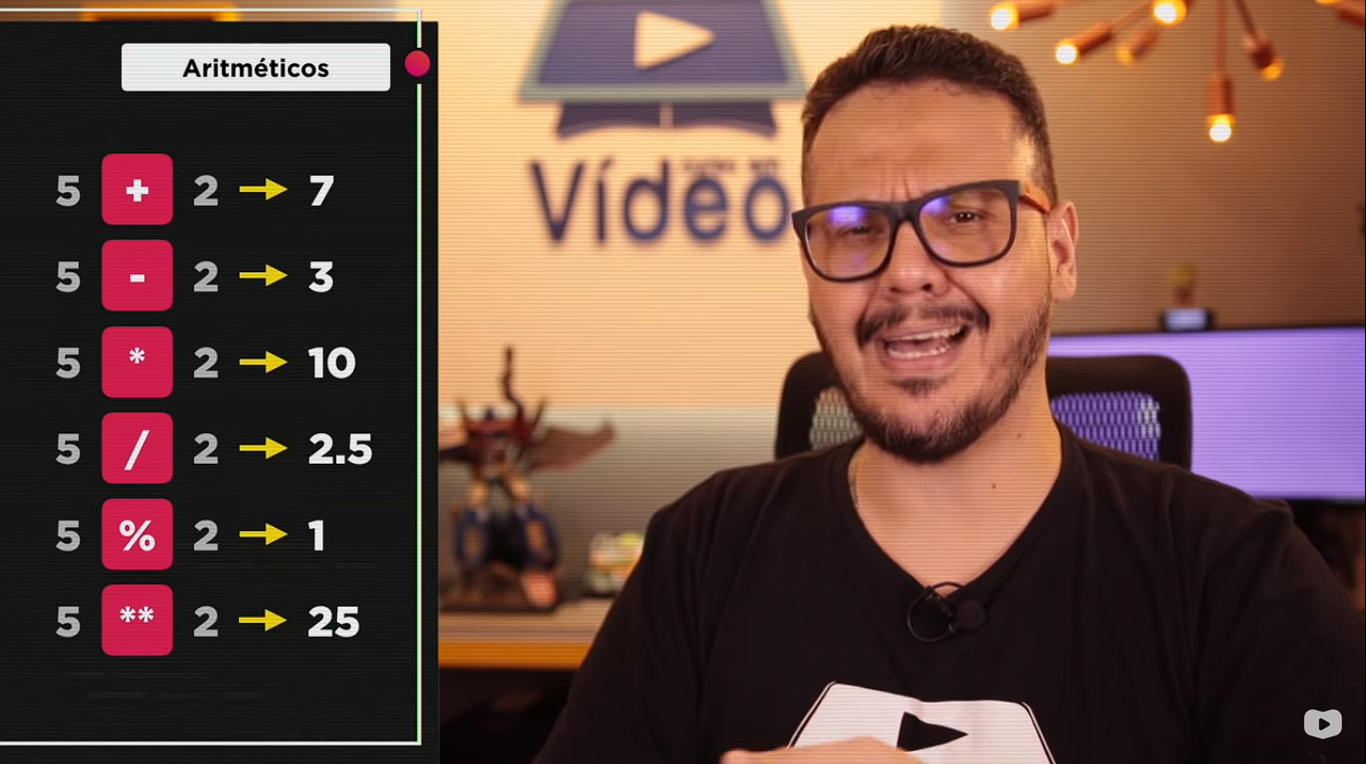 Aritméticos
5 + 2 → 7
5 - 2 → 3
5 * 2 → 10
5 / 2 → 2.5
5 % 2 → 1
5 ** 2 → 25
Vídeo